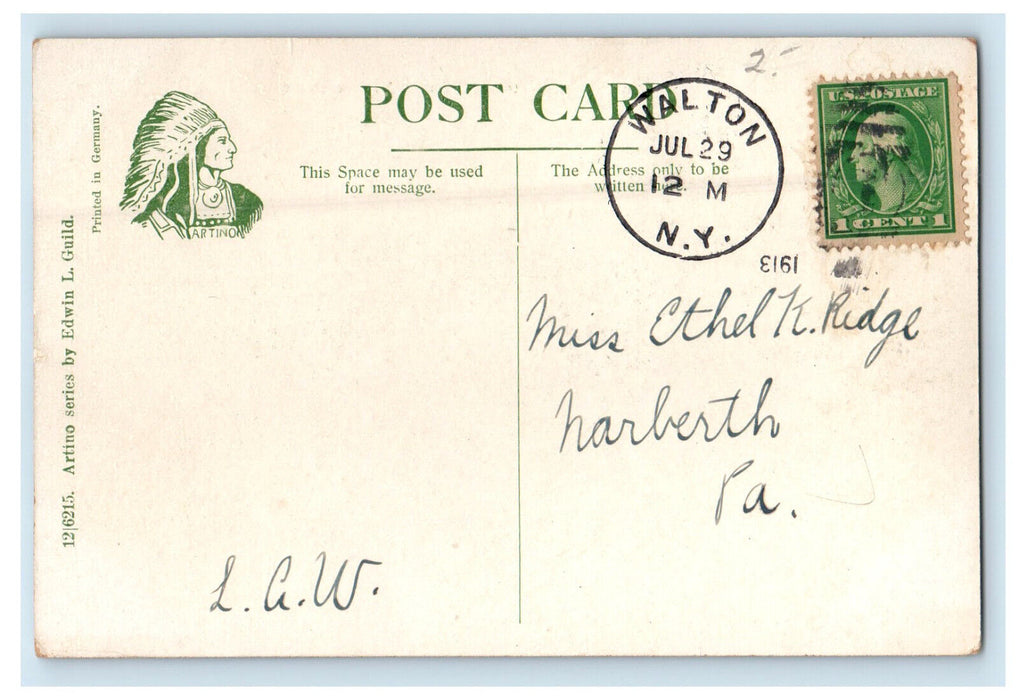 POST CARD
This Space may be used
for message.
The Address only to be
written here.
Printed in Germany.
12|6215. Artino series by Edwin L. Guild.
ARTINO
2.-
WALTON
JUL 29
12 M
N.Y.
1913
U.S. POSTAGE
1 CENT 1
Miss Ethel K. Ridge
Narberth
Pa.
L. A. W.